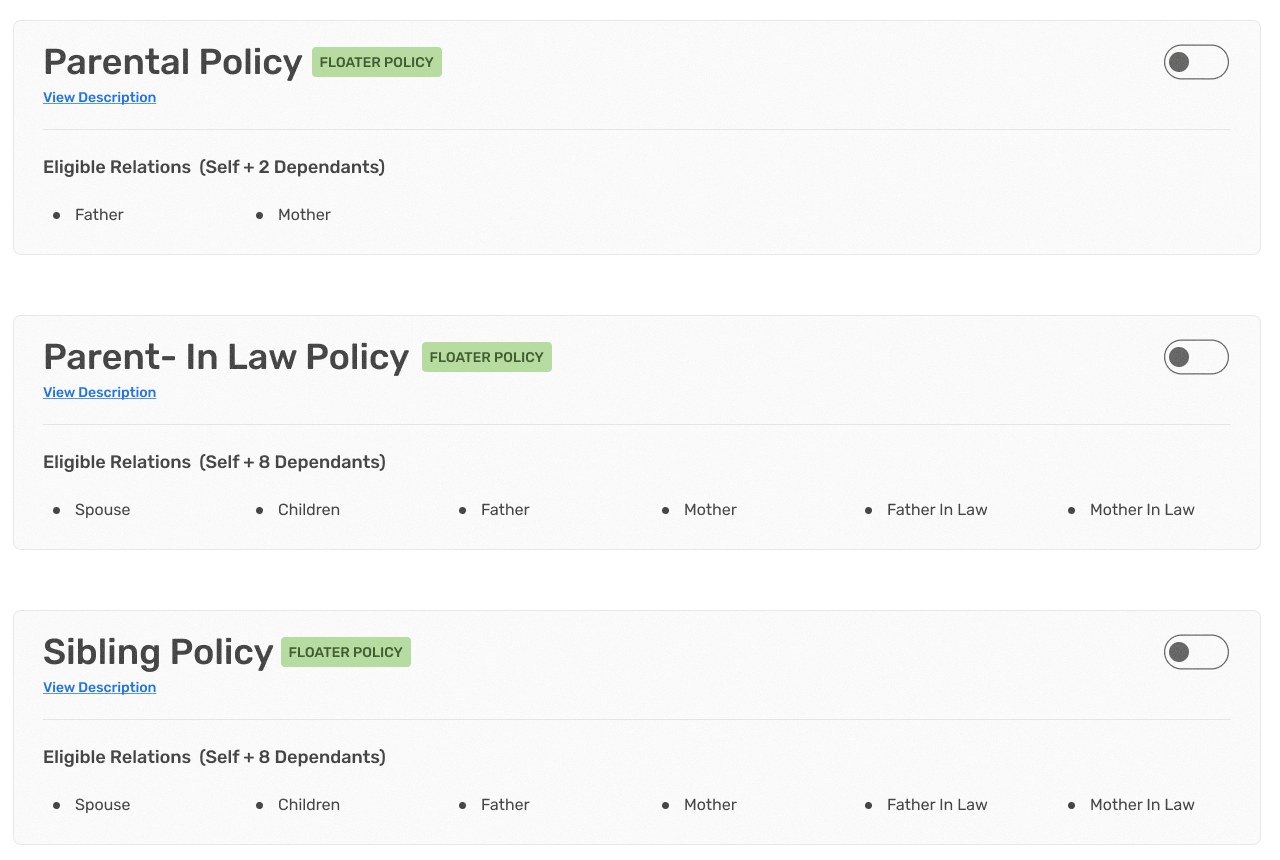 Parental Policy FLOATER POLICY
View Description
Eligible Relations (Self + 2 Dependants)
• Father • Mother
Parent- In Law Policy FLOATER POLICY
View Description
Eligible Relations (Self + 8 Dependants)
• Spouse • Children • Father • Mother • Father In Law • Mother In Law
Sibling Policy FLOATER POLICY
View Description
Eligible Relations (Self + 8 Dependants)
• Spouse • Children • Father • Mother • Father In Law • Mother In Law